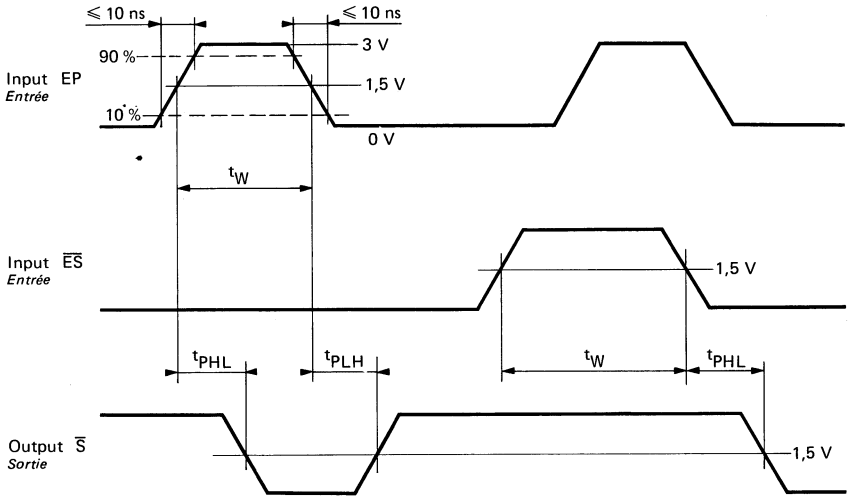 ≤ 10 ns
≤ 10 ns
3 V
90 %
Input EP
Entrée
1,5 V
10 %
0 V
tW
Input E̅S̅
Entrée
1,5 V
tPHL
tPLH
tW
tPHL
Output S̅
Sortie
1,5 V